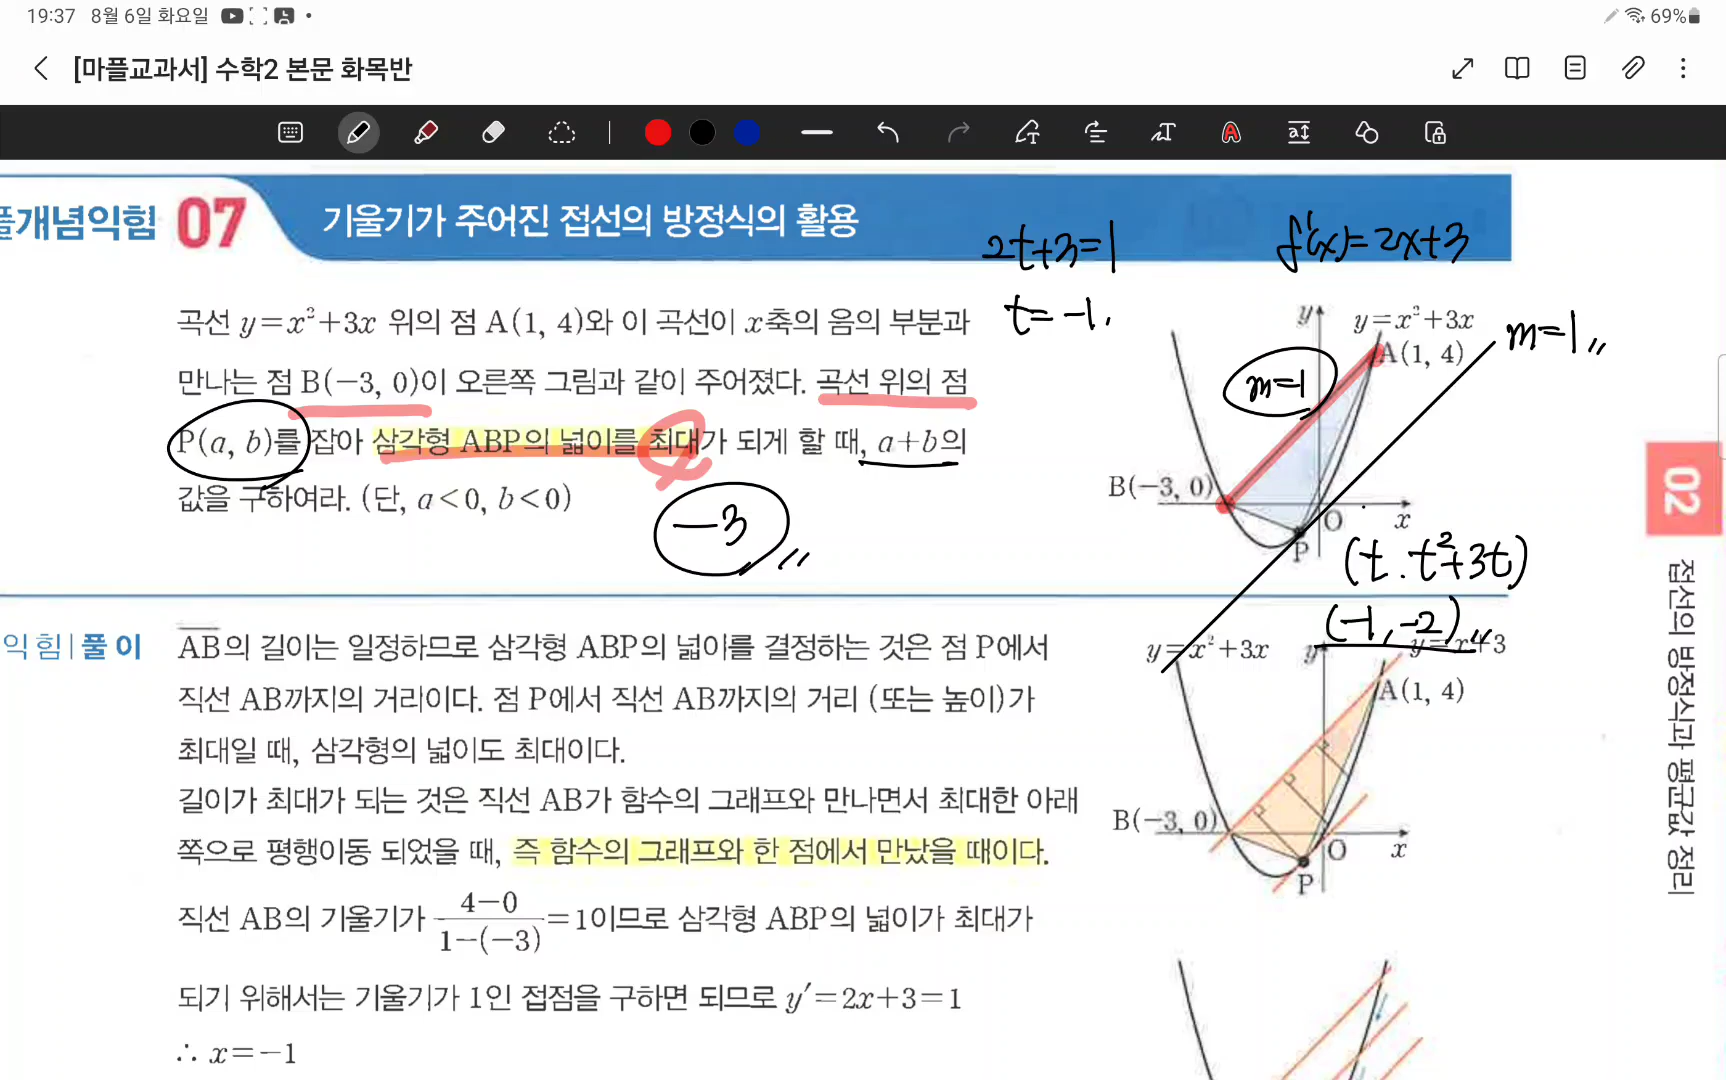 19:37 8월 6일 화요일
69%
[마플교과서] 수학2 본문 화목반
플개념익힘 07 기울기가 주어진 접선의 방정식의 활용
2t+3=1
t=-1.
f'(x)=2x+3
곡선 y=x²+3x 위의 점 A(1, 4)와 이 곡선이 x축의 음의 부분과
만나는 점 B(−3, 0)이 오른쪽 그림과 같이 주어졌다. 곡선 위의 점
P(a, b)를 잡아 삼각형 ABP의 넓이를 최대가 되게 할 때, a+b의
값을 구하여라. (단, a<0, b<0)
-3
y
y=x²+3x
A(1, 4)
m=1
m=1
B(−3, 0)
O
x
P
(t. t²+3t)
(-1, -2)
02
접선의 방정식과 평균값 정리
익힘|풀이 AB의 길이는 일정하므로 삼각형 ABP의 넓이를 결정하는 것은 점 P에서
직선 AB까지의 거리이다. 점 P에서 직선 AB까지의 거리 (또는 높이)가
최대일 때, 삼각형의 넓이도 최대이다.
길이가 최대가 되는 것은 직선 AB가 함수의 그래프와 만나면서 최대한 아래
쪽으로 평행이동 되었을 때, 즉 함수의 그래프와 한 점에서 만났을 때이다.
직선 AB의 기울기가 4−0/1−(−3)=1이므로 삼각형 ABP의 넓이가 최대가
되기 위해서는 기울기가 1인 접점을 구하면 되므로 y′=2x+3=1
∴ x=−1
y=x²+3x
y
y=x+3
A(1, 4)
B(−3, 0)
O
x
P